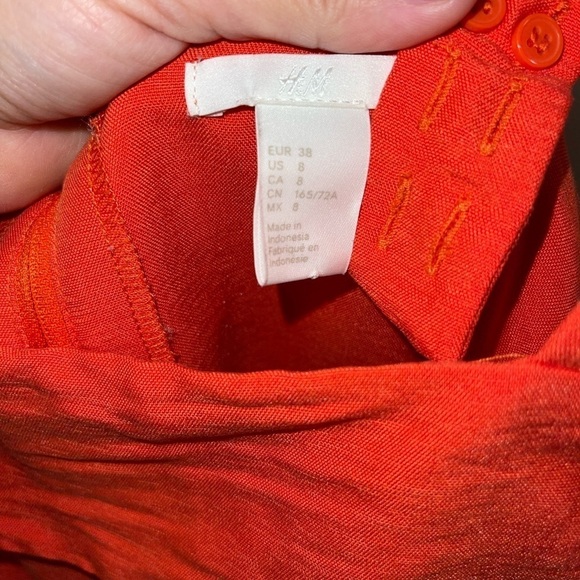 H&M
EUR 38
US 8
CA 8
CN 165/72A
MX 8
Made in
Indonesia
Fabriqué en
Indonésie